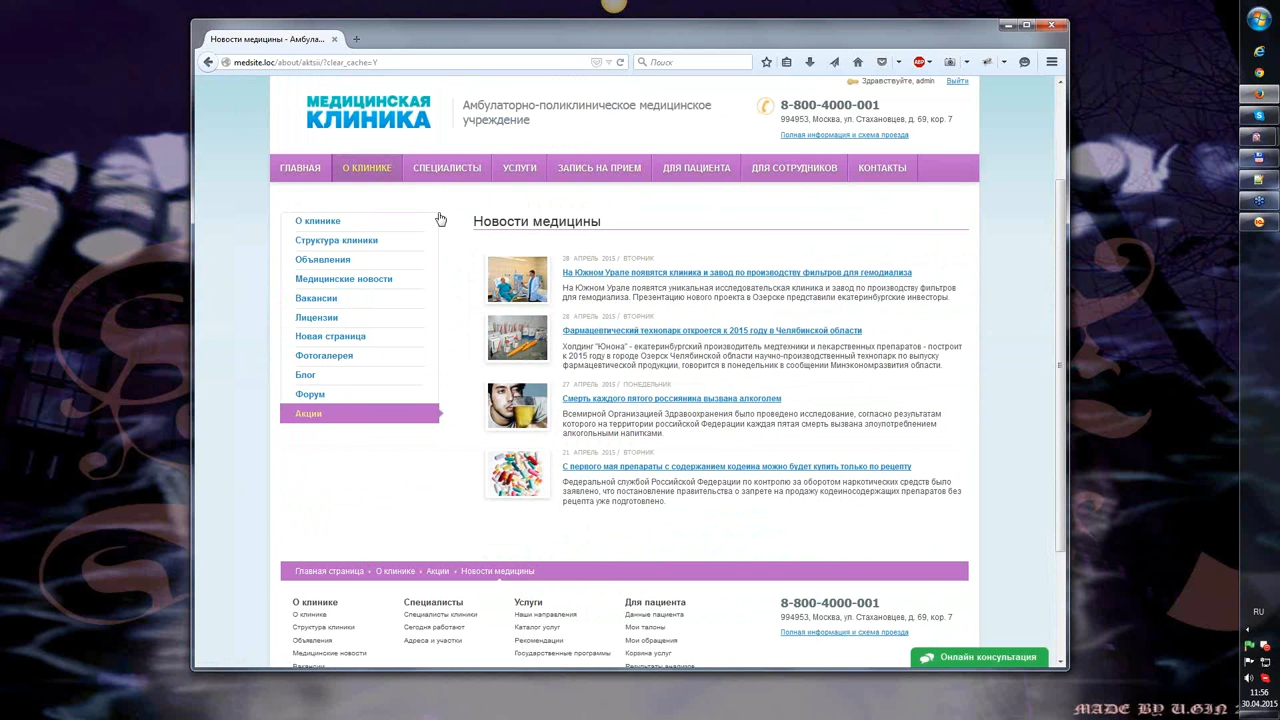 Новости медицины - Амбула...
medsite.loc/about/aktsii/?clear_cache=Y
Поиск
ABP
Здравствуйте, admin
Выйти
МЕДИЦИНСКАЯ
КЛИНИКА
Амбулаторно-поликлиническое медицинское
учреждение
8-800-4000-001
994953, Москва, ул. Стахановцев, д. 69, кор. 7
Полная информация и схема проезда
ГЛАВНАЯ
О КЛИНИКЕ
СПЕЦИАЛИСТЫ
УСЛУГИ
ЗАПИСЬ НА ПРИЕМ
ДЛЯ ПАЦИЕНТА
ДЛЯ СОТРУДНИКОВ
КОНТАКТЫ
О клинике
Структура клиники
Объявления
Медицинские новости
Вакансии
Лицензии
Новая страница
Фотогалерея
Блог
Форум
Акции
Новости медицины
28 АПРЕЛЬ 2015 / ВТОРНИК
На Южном Урале появятся клиника и завод по производству фильтров для гемодиализа
На Южном Урале появится уникальная исследовательская клиника и завод по производству фильтров
для гемодиализа. Презентацию нового проекта в Озерске представили екатеринбургские инвесторы.
28 АПРЕЛЬ 2015 / ВТОРНИК
Фармацевтический технопарк откроется к 2015 году в Челябинской области
Холдинг "Юнона" - екатеринбургский производитель медтехники и лекарственных препаратов - построит
к 2015 году в городе Озерск Челябинской области научно-производственный технопарк по выпуску
фармацевтической продукции, говорится в понедельник в сообщении Минэкономразвития области.
27 АПРЕЛЬ 2015 / ПОНЕДЕЛЬНИК
Смерть каждого пятого россиянина вызвана алкоголем
Всемирной Организацией Здравоохранения было проведено исследование, согласно результатам
которого на территории российской Федерации каждая пятая смерть вызвана злоупотреблением
алкогольными напитками.
21 АПРЕЛЬ 2015 / ВТОРНИК
С первого мая препараты с содержанием кодеина можно будет купить только по рецепту
Федеральной службой Российской Федерации по контролю за оборотом наркотических средств было
заявлено, что постановление правительства о запрете на продажу кодеиносодержащих препаратов без
рецепта уже подготовлено.
Главная страница • О клинике • Акции • Новости медицины
О клинике
О клинике
Структура клиники
Объявления
Медицинские новости
Вакансии
Специалисты
Специалисты клиники
Сегодня работают
Адреса и участки
Услуги
Наши направления
Каталог услуг
Рекомендации
Государственные программы
Для пациента
Данные пациента
Мои талоны
Мои обращения
Корзина услуг
Результаты анализов
8-800-4000-001
994953, Москва, ул. Стахановцев, д. 69, кор. 7
Полная информация и схема проезда
Онлайн консультация
RU
11:56
30.04.2015
MADE BY U.GIN